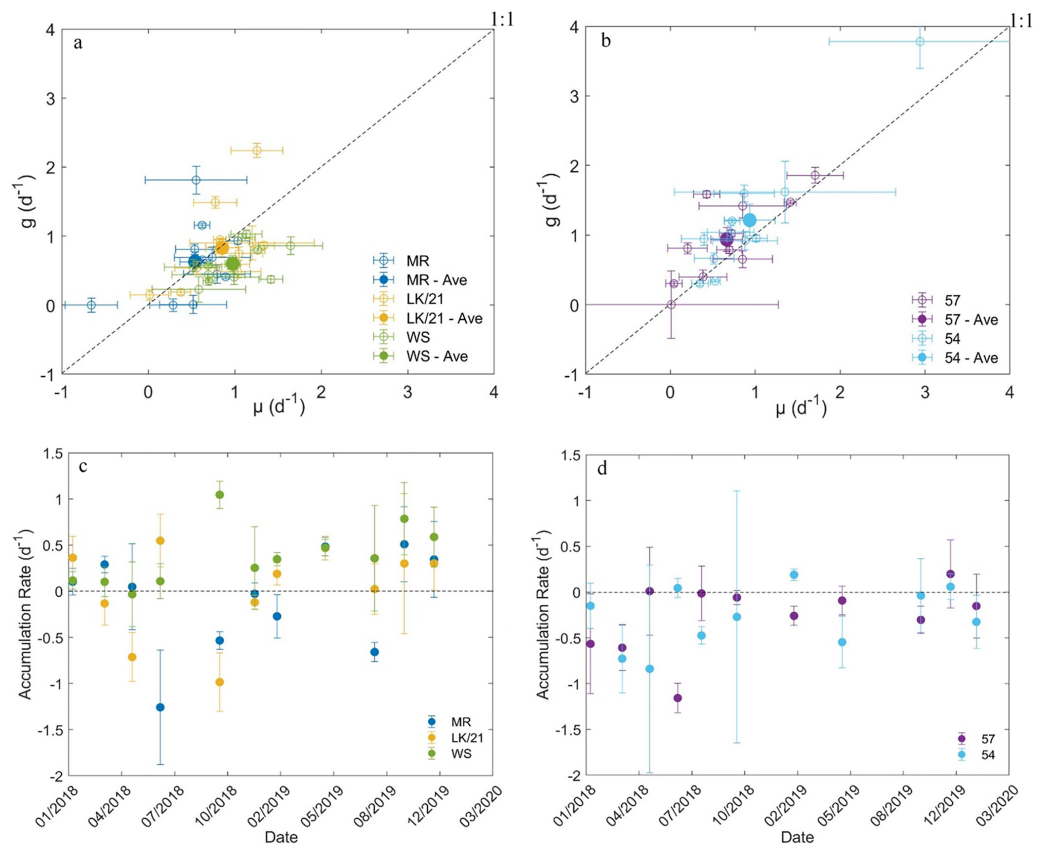 1:1
a
4
3
2
1
0
-1
g (d-1)
-1 0 1 2 3 4
μ (d-1)
MR
MR - Ave
LK/21
LK/21 - Ave
WS
WS - Ave
1:1
b
4
3
2
1
0
-1
g (d-1)
-1 0 1 2 3 4
μ (d-1)
57
57 - Ave
54
54 - Ave
c
1.5
1
0.5
0
-0.5
-1
-1.5
-2
Accumulation Rate (d-1)
MR
LK/21
WS
01/2018 04/2018 07/2018 10/2018 02/2019 05/2019 08/2019 12/2019 03/2020
Date
d
1.5
1
0.5
0
-0.5
-1
-1.5
-2
Accumulation Rate (d-1)
57
54
01/2018 04/2018 07/2018 10/2018 02/2019 05/2019 08/2019 12/2019 03/2020
Date